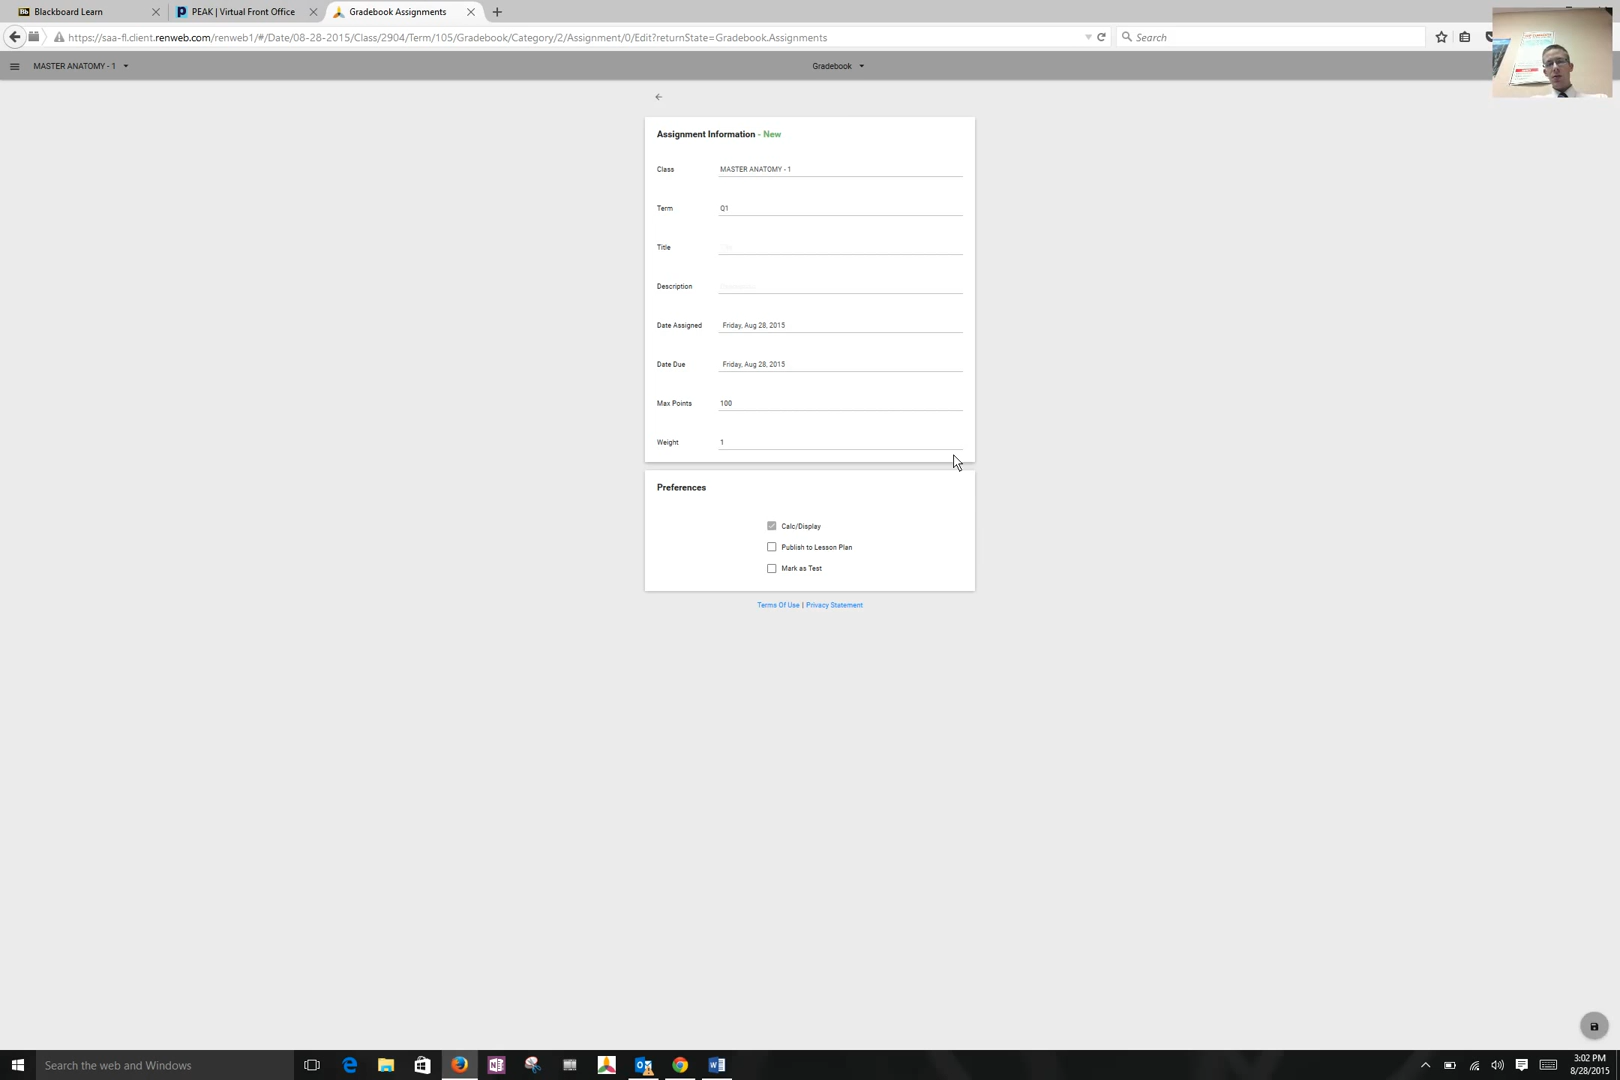 Blackboard Learn
PEAK | Virtual Front Office
Gradebook Assignments
https://saa-fl.client.renweb.com/renweb1/#/Date/08-28-2015/Class/2904/Term/105/Gradebook/Category/2/Assignment/0/Edit?returnState=Gradebook.Assignments
Search
MASTER ANATOMY - 1
Gradebook
Assignment Information - New
Class MASTER ANATOMY - 1
Term Q1
Title
Description
Date Assigned Friday, Aug 28, 2015
Date Due Friday, Aug 28, 2015
Max Points 100
Weight 1
Preferences
Calc/Display
Publish to Lesson Plan
Mark as Test
Terms Of Use | Privacy Statement
Search the web and Windows
3:02 PM
8/28/2015